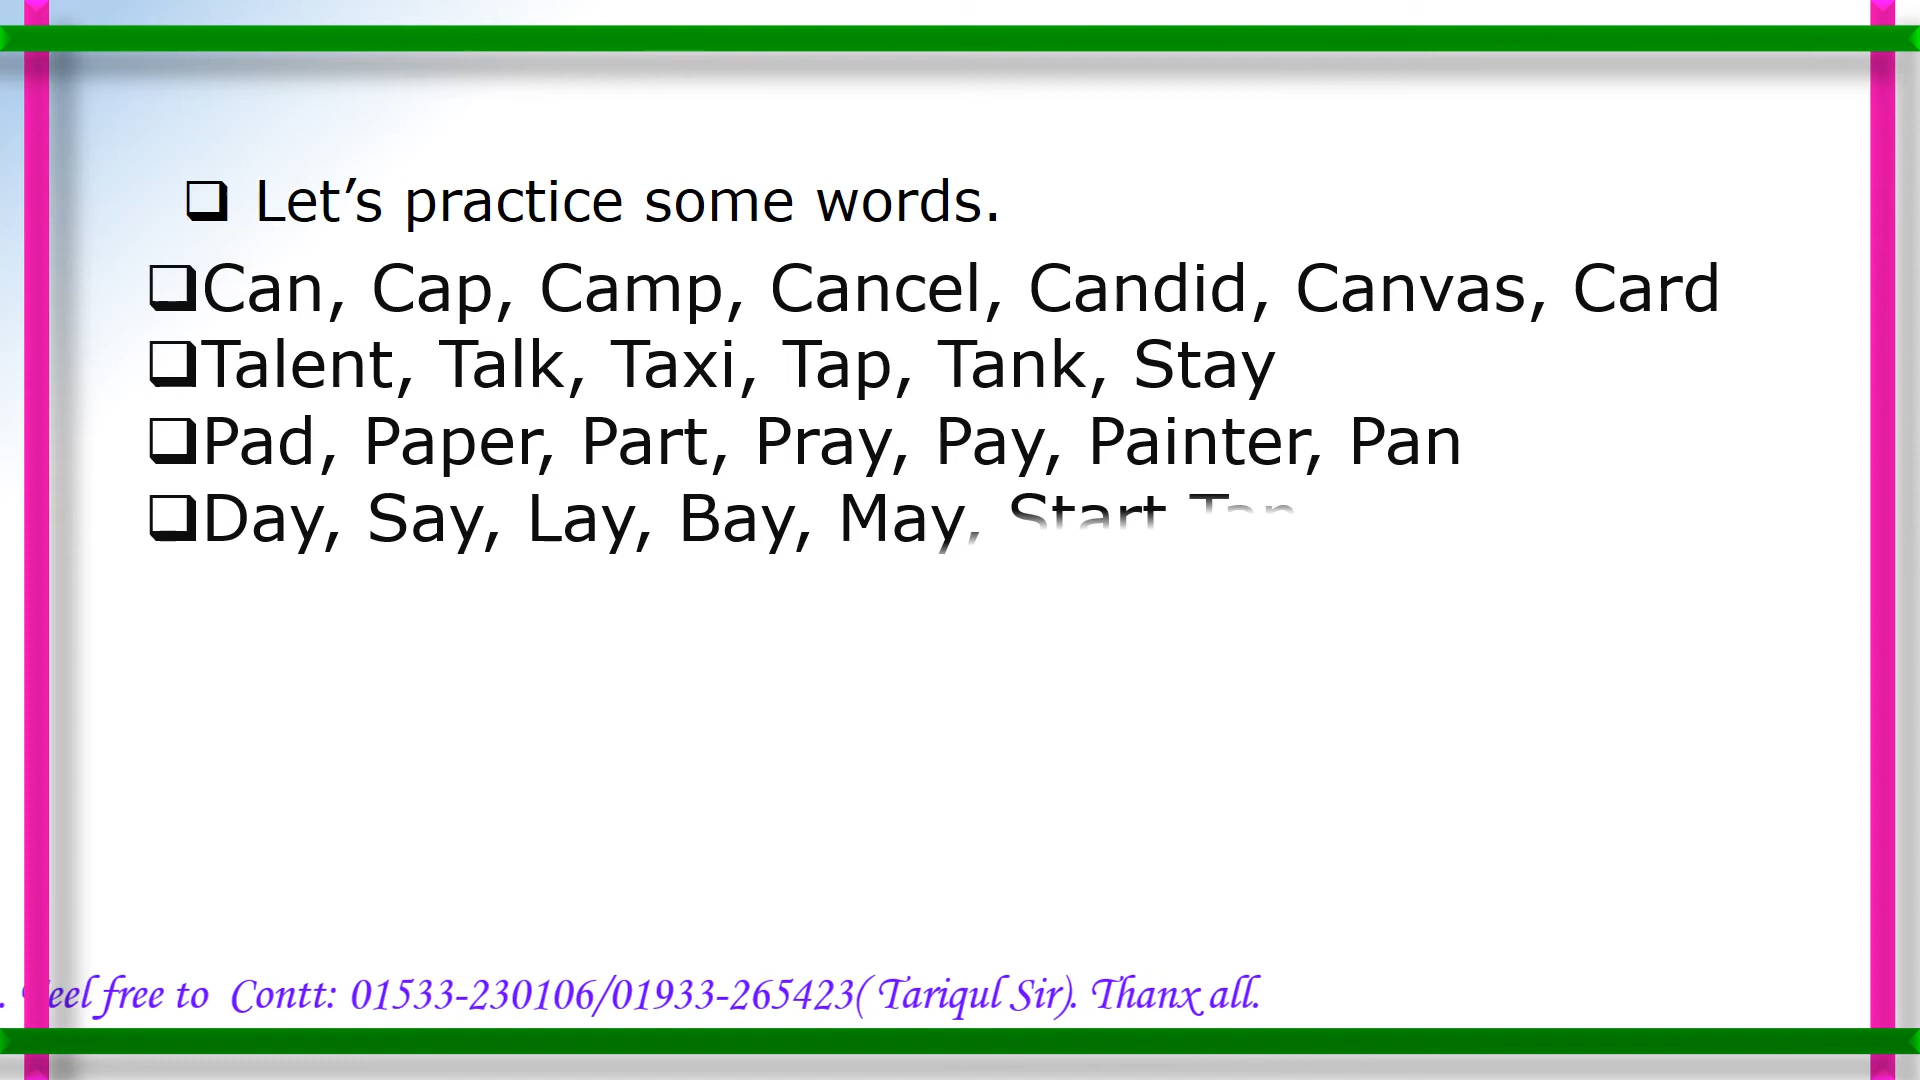 ❑ Let’s practice some words.
❑Can, Cap, Camp, Cancel, Candid, Canvas, Card
❑Talent, Talk, Taxi, Tap, Tank, Stay
❑Pad, Paper, Part, Pray, Pay, Painter, Pan
❑Day, Say, Lay, Bay, May, Start
. Feel free to Contt: 01533-230106/01933-265423( Tariqul Sir). Thanx all.